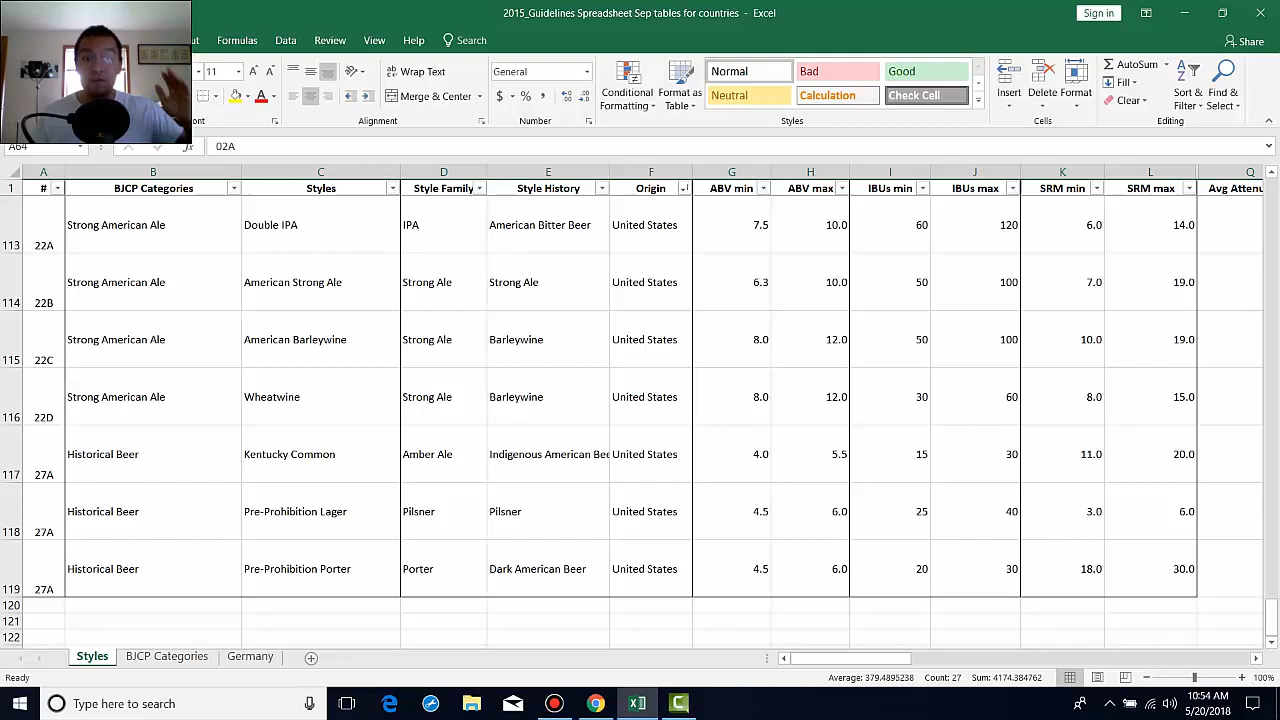 2015_Guidelines Spreadsheet Sep tables for countries - Excel
Sign in
Formulas Data Review View Help Search Share
11 A A Wrap Text General Normal Bad Good AutoSum
Conditional Formatting Format as Table Insert Delete Format Fill Sort & Filter Find & Select
Merge & Center $ % , Neutral Calculation Check Cell Clear
Alignment Number Styles Cells Editing
A64 fx 02A
A B C D E F G H I J K L Q
1 # BJCP Categories Styles Style Family Style History Origin ABV min ABV max IBUs min IBUs max SRM min SRM max Avg Attenu
113 22A Strong American Ale Double IPA IPA American Bitter Beer United States 7.5 10.0 60 120 6.0 14.0
114 22B Strong American Ale American Strong Ale Strong Ale Strong Ale United States 6.3 10.0 50 100 7.0 19.0
115 22C Strong American Ale American Barleywine Strong Ale Barleywine United States 8.0 12.0 50 100 10.0 19.0
116 22D Strong American Ale Wheatwine Strong Ale Barleywine United States 8.0 12.0 30 60 8.0 15.0
117 27A Historical Beer Kentucky Common Amber Ale Indigenous American Bee United States 4.0 5.5 15 30 11.0 20.0
118 27A Historical Beer Pre-Prohibition Lager Pilsner Pilsner United States 4.5 6.0 25 40 3.0 6.0
119 27A Historical Beer Pre-Prohibition Porter Porter Dark American Beer United States 4.5 6.0 20 30 18.0 30.0
120
121
122
Styles BJCP Categories Germany
Ready Average: 379.4895238 Count: 27 Sum: 4174.384762 100%
Type here to search 10:54 AM
5/20/2018